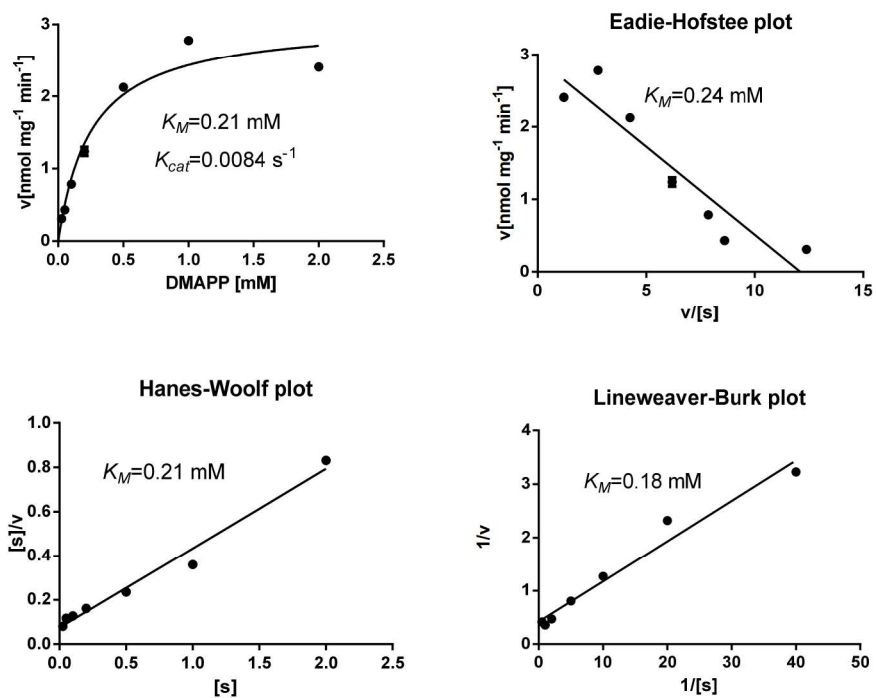 v[nmol mg⁻¹ min⁻¹]
3
2
1
0
K_M=0.21 mM
K_cat=0.0084 s⁻¹
0.0 0.5 1.0 1.5 2.0 2.5
DMAPP [mM]
Eadie-Hofstee plot
v[nmol mg⁻¹ min⁻¹]
3
2
1
0
K_M=0.24 mM
0 5 10 15
v/[s]
Hanes-Woolf plot
[s]/v
1.0
0.8
0.6
0.4
0.2
0.0
K_M=0.21 mM
0.0 0.5 1.0 1.5 2.0 2.5
[s]
Lineweaver-Burk plot
1/v
4
3
2
1
0
K_M=0.18 mM
0 10 20 30 40 50
1/[s]